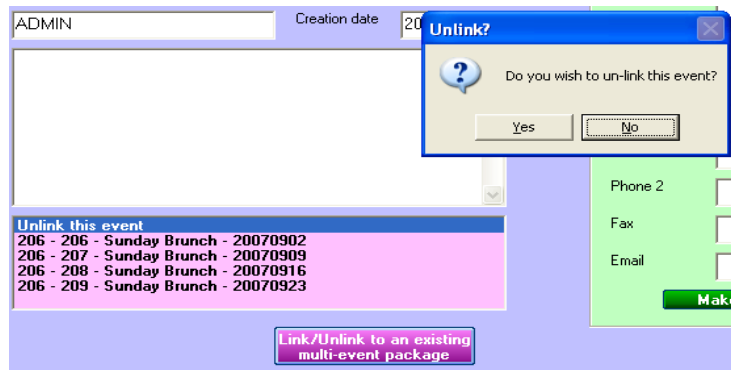 ADMIN
Creation date
20
Unlink?
Do you wish to un-link this event?
Yes
No
Phone 2
Fax
Email
Make
Unlink this event
206 - 206 - Sunday Brunch - 20070902
206 - 207 - Sunday Brunch - 20070909
206 - 208 - Sunday Brunch - 20070916
206 - 209 - Sunday Brunch - 20070923
Link/Unlink to an existing
multi-event package